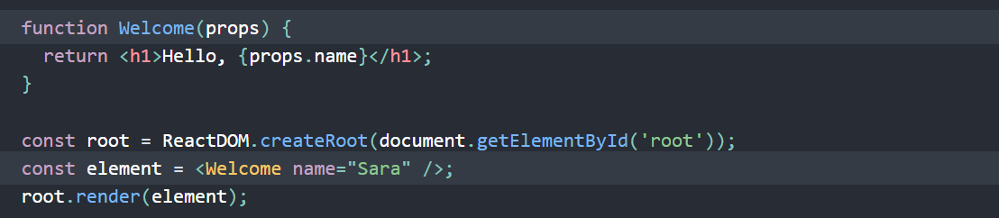 function Welcome(props) {
  return <h1>Hello, {props.name}</h1>;
}

const root = ReactDOM.createRoot(document.getElementById('root'));
const element = <Welcome name="Sara" />;
root.render(element);